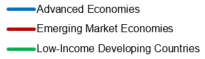 Advanced Economies
Emerging Market Economies
Low-Income Developing Countries